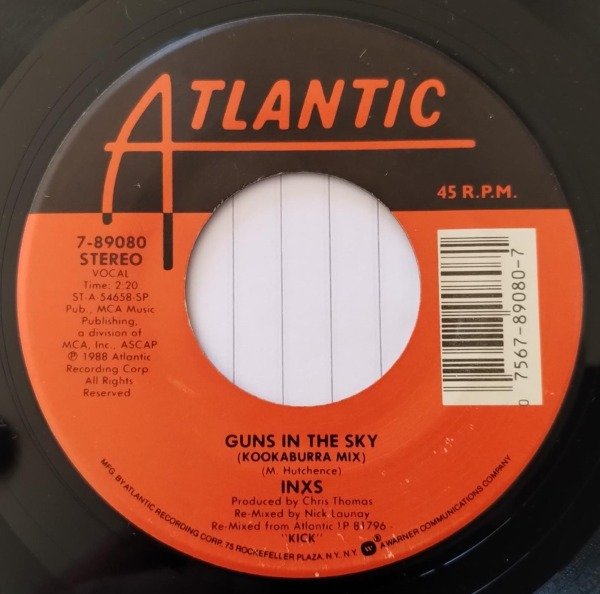 ATLANTIC
45 R.P.M.
7-89080
STEREO
VOCAL
Time: 2:20
ST-A-54658-SP
Pub., MCA Music
Publishing,
a division of
MCA, Inc., ASCAP
℗ 1988 Atlantic
Recording Corp.
All Rights
Reserved
0 7567-89080-7
GUNS IN THE SKY
(KOOKABURRA MIX)
(M. Hutchence)
INXS
Produced by Chris Thomas
Re-Mixed by Nick Launay
Re-Mixed from Atlantic LP 81796 -
"KICK"
MFG. BY ATLANTIC RECORDING CORP. 75 ROCKEFELLER PLAZA, N.Y. N.Y. W ® A WARNER COMMUNICATIONS COMPANY